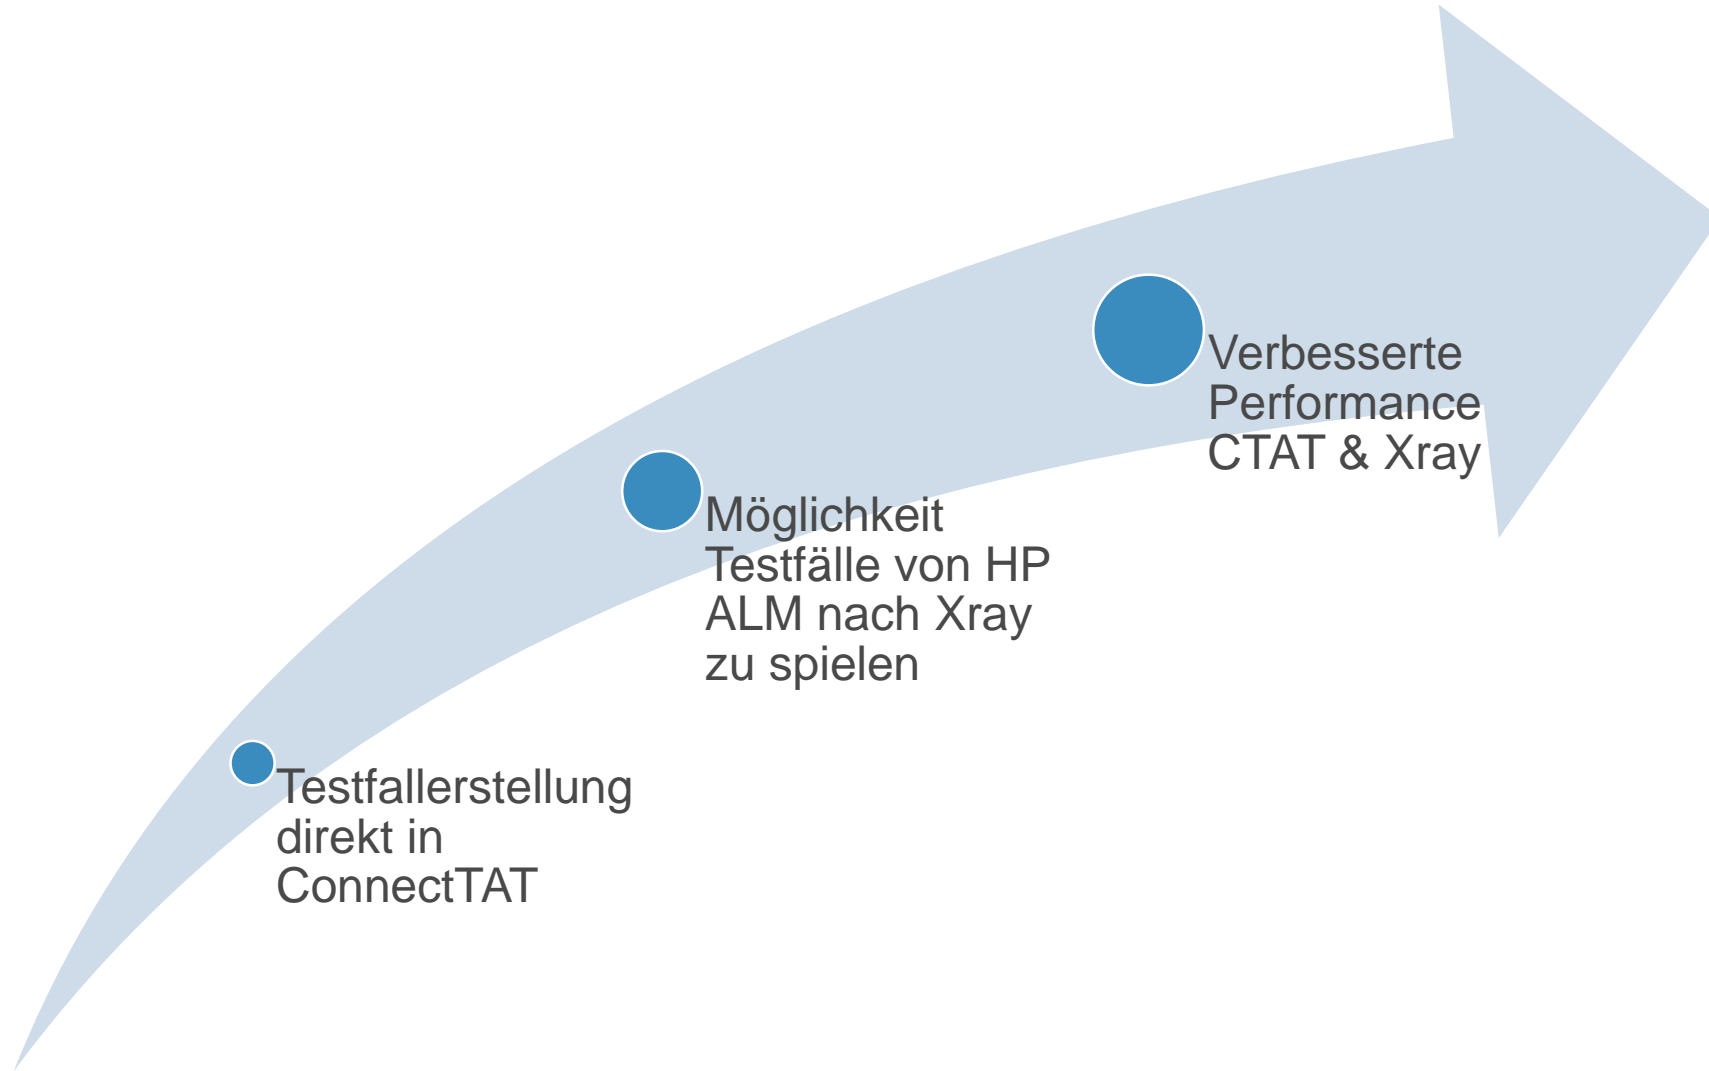 Testfallerstellung
direkt in
ConnectTAT
Möglichkeit
Testfälle von HP
ALM nach Xray
zu spielen
Verbesserte
Performance
CTAT & Xray